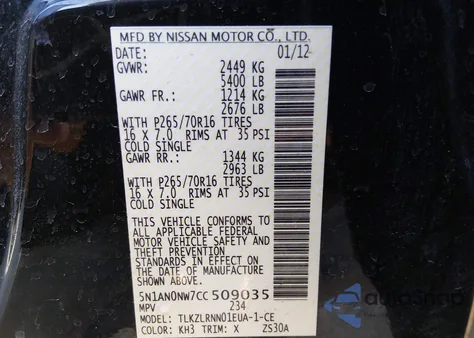 MFD BY NISSAN MOTOR CO., LTD.
DATE: 01/12
GVWR: 2449 KG
5400 LB
GAWR FR.: 1214 KG
2676 LB
WITH P265/70R16 TIRES
16 X 7.0 RIMS AT 35 PSI
COLD SINGLE
GAWR RR.: 1344 KG
2963 LB
WITH P265/70R16 TIRES
16 X 7.0 RIMS AT 35 PSI
COLD SINGLE
THIS VEHICLE CONFORMS TO
ALL APPLICABLE FEDERAL
MOTOR VEHICLE SAFETY AND
THEFT PREVENTION
STANDARDS IN EFFECT ON
THE DATE OF MANUFACTURE
SHOWN ABOVE.
5N1AN0NW7CC 509035
MPV 234
MODEL: TLKZLRNN01EUA-1-CE
COLOR: KH3 TRIM: X ZS30A
AutoSnap